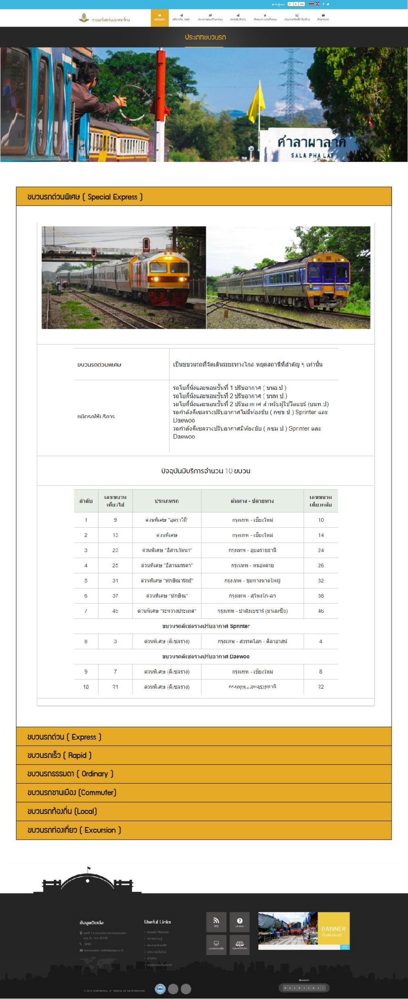 การรถไฟแห่งประเทศไทย
หน้าหลัก
เกี่ยวกับ รฟท
ข่าวสารและกิจกรรม
การให้บริการ
กำหนดเวลาเดินรถ
ประกาศจัดซื้อจัดจ้าง
ติดต่อเรา
ประเภทขบวนรถ
ศาลาผาลาด
SALA PHA LAT
ขบวนรถด่วนพิเศษ ( Special Express )
ขบวนรถด่วนพิเศษ
เป็นขบวนรถที่จัดเดินระยะทางไกล หยุดสถานีที่สำคัญ ๆ เท่านั้น
ชนิดรถให้บริการ
รถโบกี้นั่งและนอนชั้นที่ 1 ปรับอากาศ ( บนอ.ป.)
รถโบกี้นั่งและนอนชั้นที่ 2 ปรับอากาศ ( บนท.ป.)
รถโบกี้นั่งและนอนชั้นที่ 2 ปรับอากาศ สำหรับผู้ใช้วีลแชร์ (บนท.ป)
รถกำลังดีเซลรางปรับอากาศไม่มีห้องขับ ( กซข.ป.) Sprinter และ
Daewoo
รถกำลังดีเซลรางปรับอากาศมีห้องขับ ( กซม.ป.) Sprinter และ
Daewoo
ปัจจุบันมีบริการจำนวน 10 ขบวน
ลำดับ เลขขบวนเที่ยวไป ประเภทรถ ต้นทาง - ปลายทาง เลขขบวนเที่ยวกลับ
1 9 ด่วนพิเศษ "อุตราวิถี" กรุงเทพ - เชียงใหม่ 10
2 13 ด่วนพิเศษ กรุงเทพ - เชียงใหม่ 14
3 23 ด่วนพิเศษ "อีสานวัตนา" กรุงเทพ - อุบลราชธานี 24
4 25 ด่วนพิเศษ "อีสานมรรคา" กรุงเทพ - หนองคาย 26
5 31 ด่วนพิเศษ "ทักษิณารัถย์" กรุงเทพ - ชุมทางหาดใหญ่ 32
6 37 ด่วนพิเศษ "ทักษิณ" กรุงเทพ - สุไหงโก-ลก 38
7 45 ด่วนพิเศษ "ระหว่างประเทศ" กรุงเทพ - ปาดังเบซาร์ (มาเลเซีย) 46
ขบวนรถดีเซลรางปรับอากาศ Sprinter
8 3 ด่วนพิเศษ (ดีเซลราง) กรุงเทพ - สวรรคโลก - ศิลาอาสน์ 4
ขบวนรถดีเซลรางปรับอากาศ Daewoo
9 7 ด่วนพิเศษ (ดีเซลราง) กรุงเทพ - เชียงใหม่ 8
10 21 ด่วนพิเศษ (ดีเซลราง) กรุงเทพ - อุบลราชธานี 22
ขบวนรถด่วน ( Express )
ขบวนรถเร็ว ( Rapid )
ขบวนรถธรรมดา ( Ordinary )
ขบวนรถชานเมือง (Commuter)
ขบวนรถท้องถิ่น (Local)
ขบวนรถท่องเที่ยว ( Excursion )
ข้อมูลติดต่อ
1690
Useful Links
RSS
BANNER
© 2018 State Railway of Thailand. All Rights Reserved.